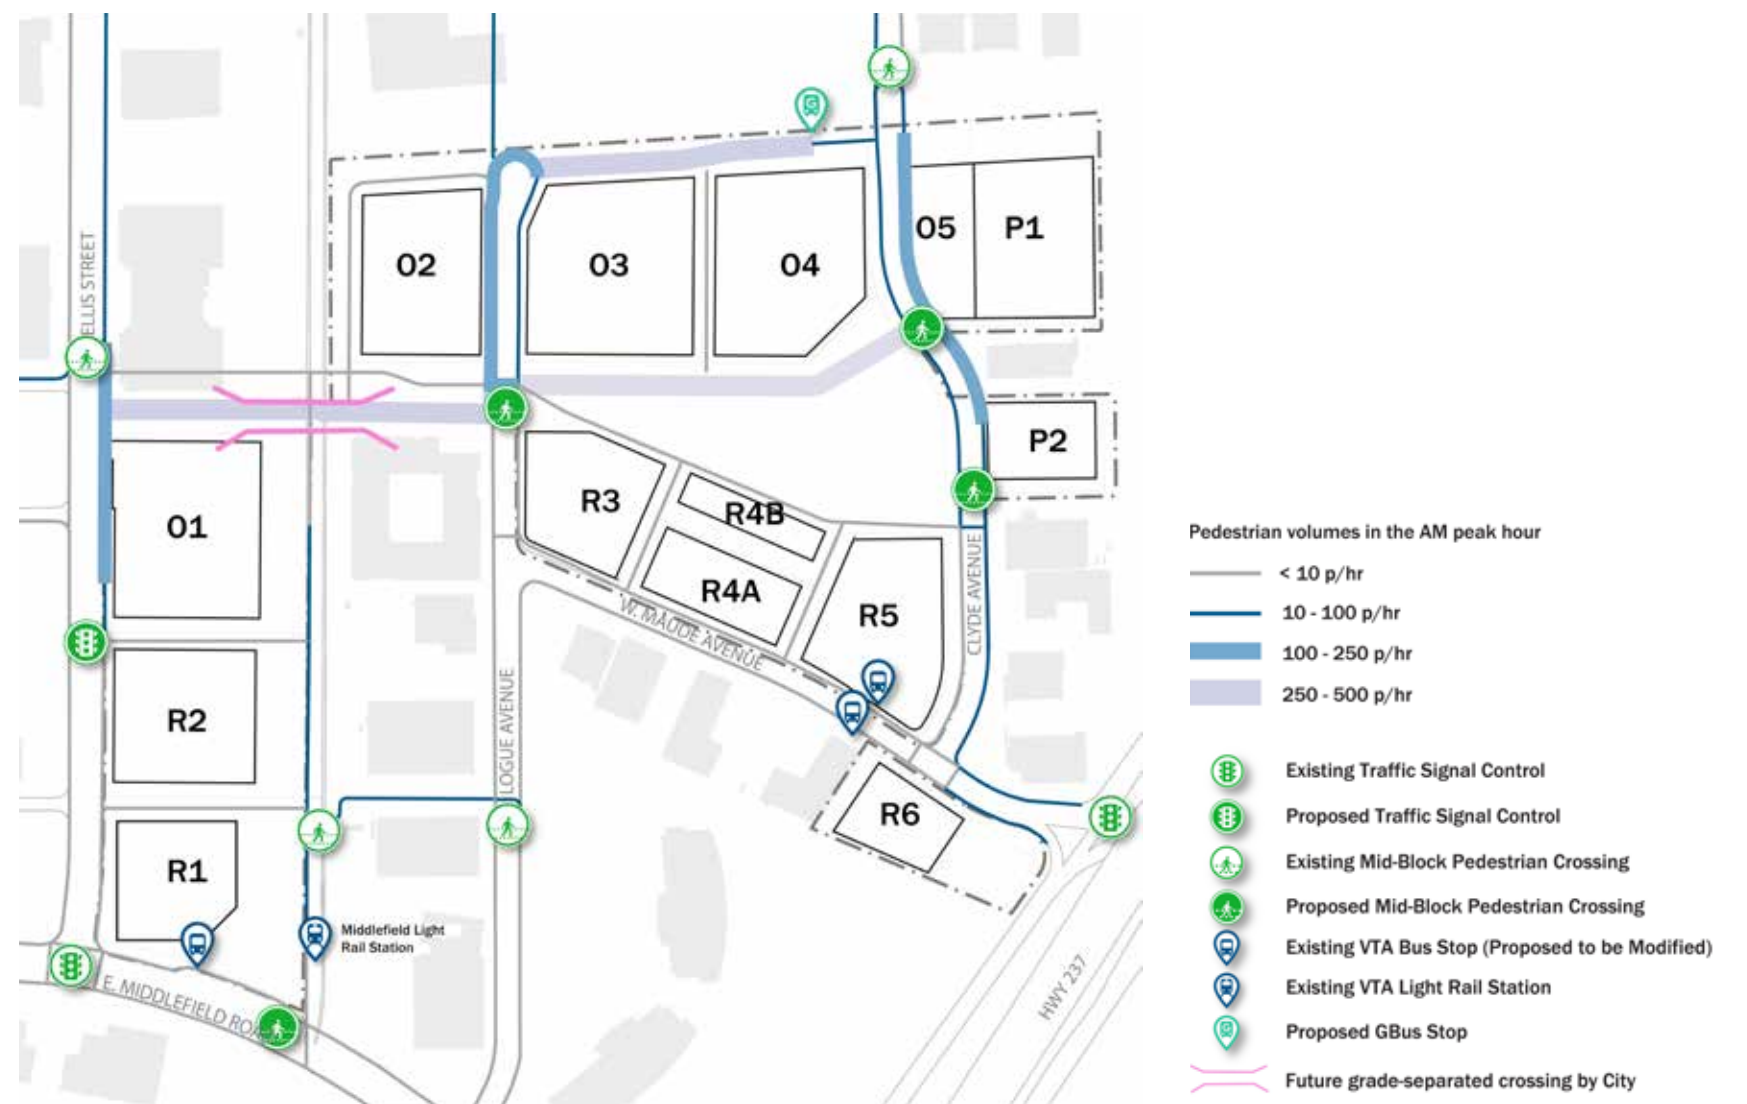 ELLIS STREET
O2
O3
O4
O5
P1
P2
O1
R3
R4B
R4A
R5
W. MAUDE AVENUE
CLYDE AVENUE
LOGUE AVENUE
R2
R6
R1
Middlefield Light
Rail Station
E. MIDDLEFIELD ROAD
HWY 237
Pedestrian volumes in the AM peak hour
< 10 p/hr
10 - 100 p/hr
100 - 250 p/hr
250 - 500 p/hr
Existing Traffic Signal Control
Proposed Traffic Signal Control
Existing Mid-Block Pedestrian Crossing
Proposed Mid-Block Pedestrian Crossing
Existing VTA Bus Stop (Proposed to be Modified)
Existing VTA Light Rail Station
Proposed GBus Stop
Future grade-separated crossing by City